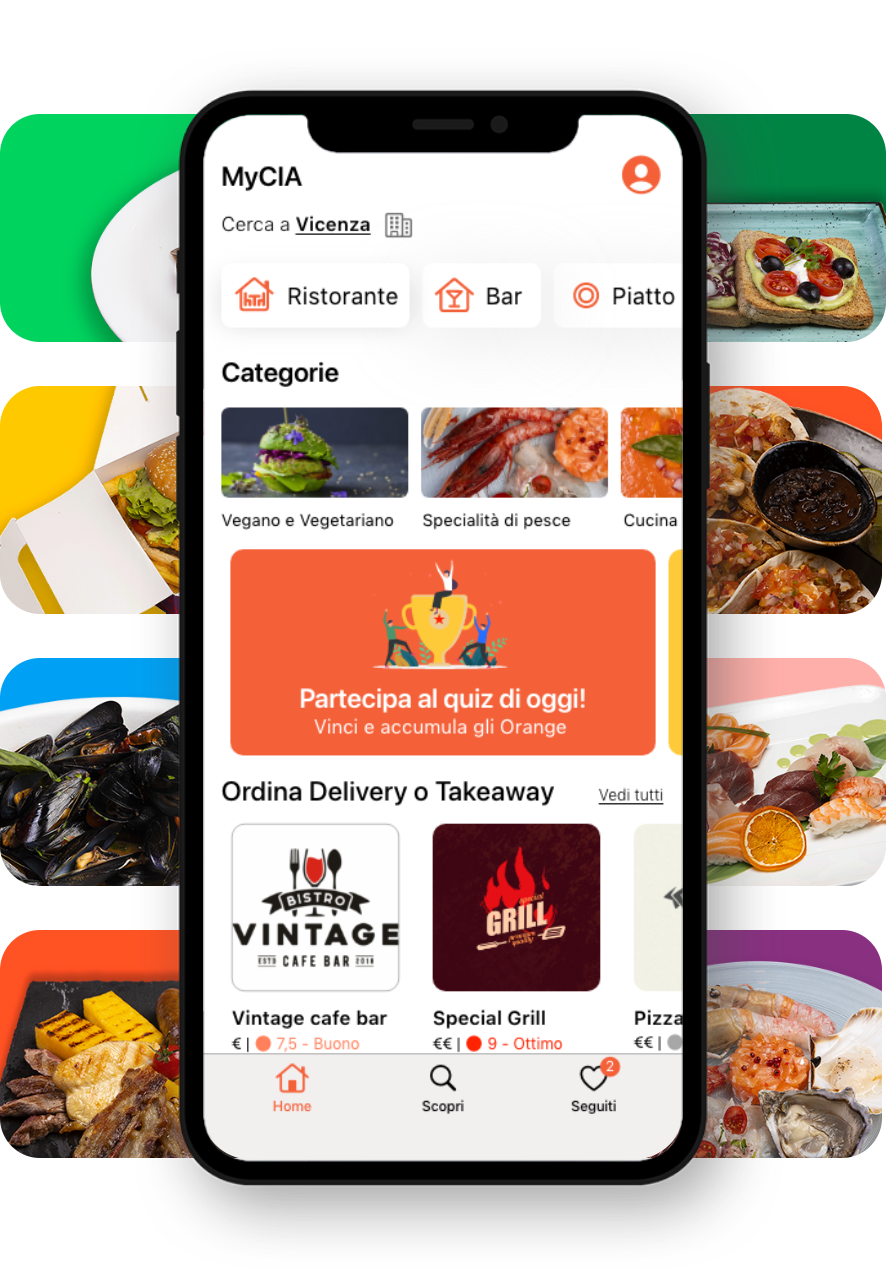 MyCIA
Cerca a Vicenza
Ristorante
Bar
Piatto
Categorie
Vegano e Vegetariano
Specialità di pesce
Cucina
Partecipa al quiz di oggi!
Vinci e accumula gli Orange
Ordina Delivery o Takeaway
Vedi tutti
BISTRO
VINTAGE
ESTD CAFE BAR 2018
special
GRILL
premium
quality
Vintage cafe bar
Special Grill
Pizza
€ | 7,5 - Buono
€€ | 9 - Ottimo
€€ |
2
Home
Scopri
Seguiti